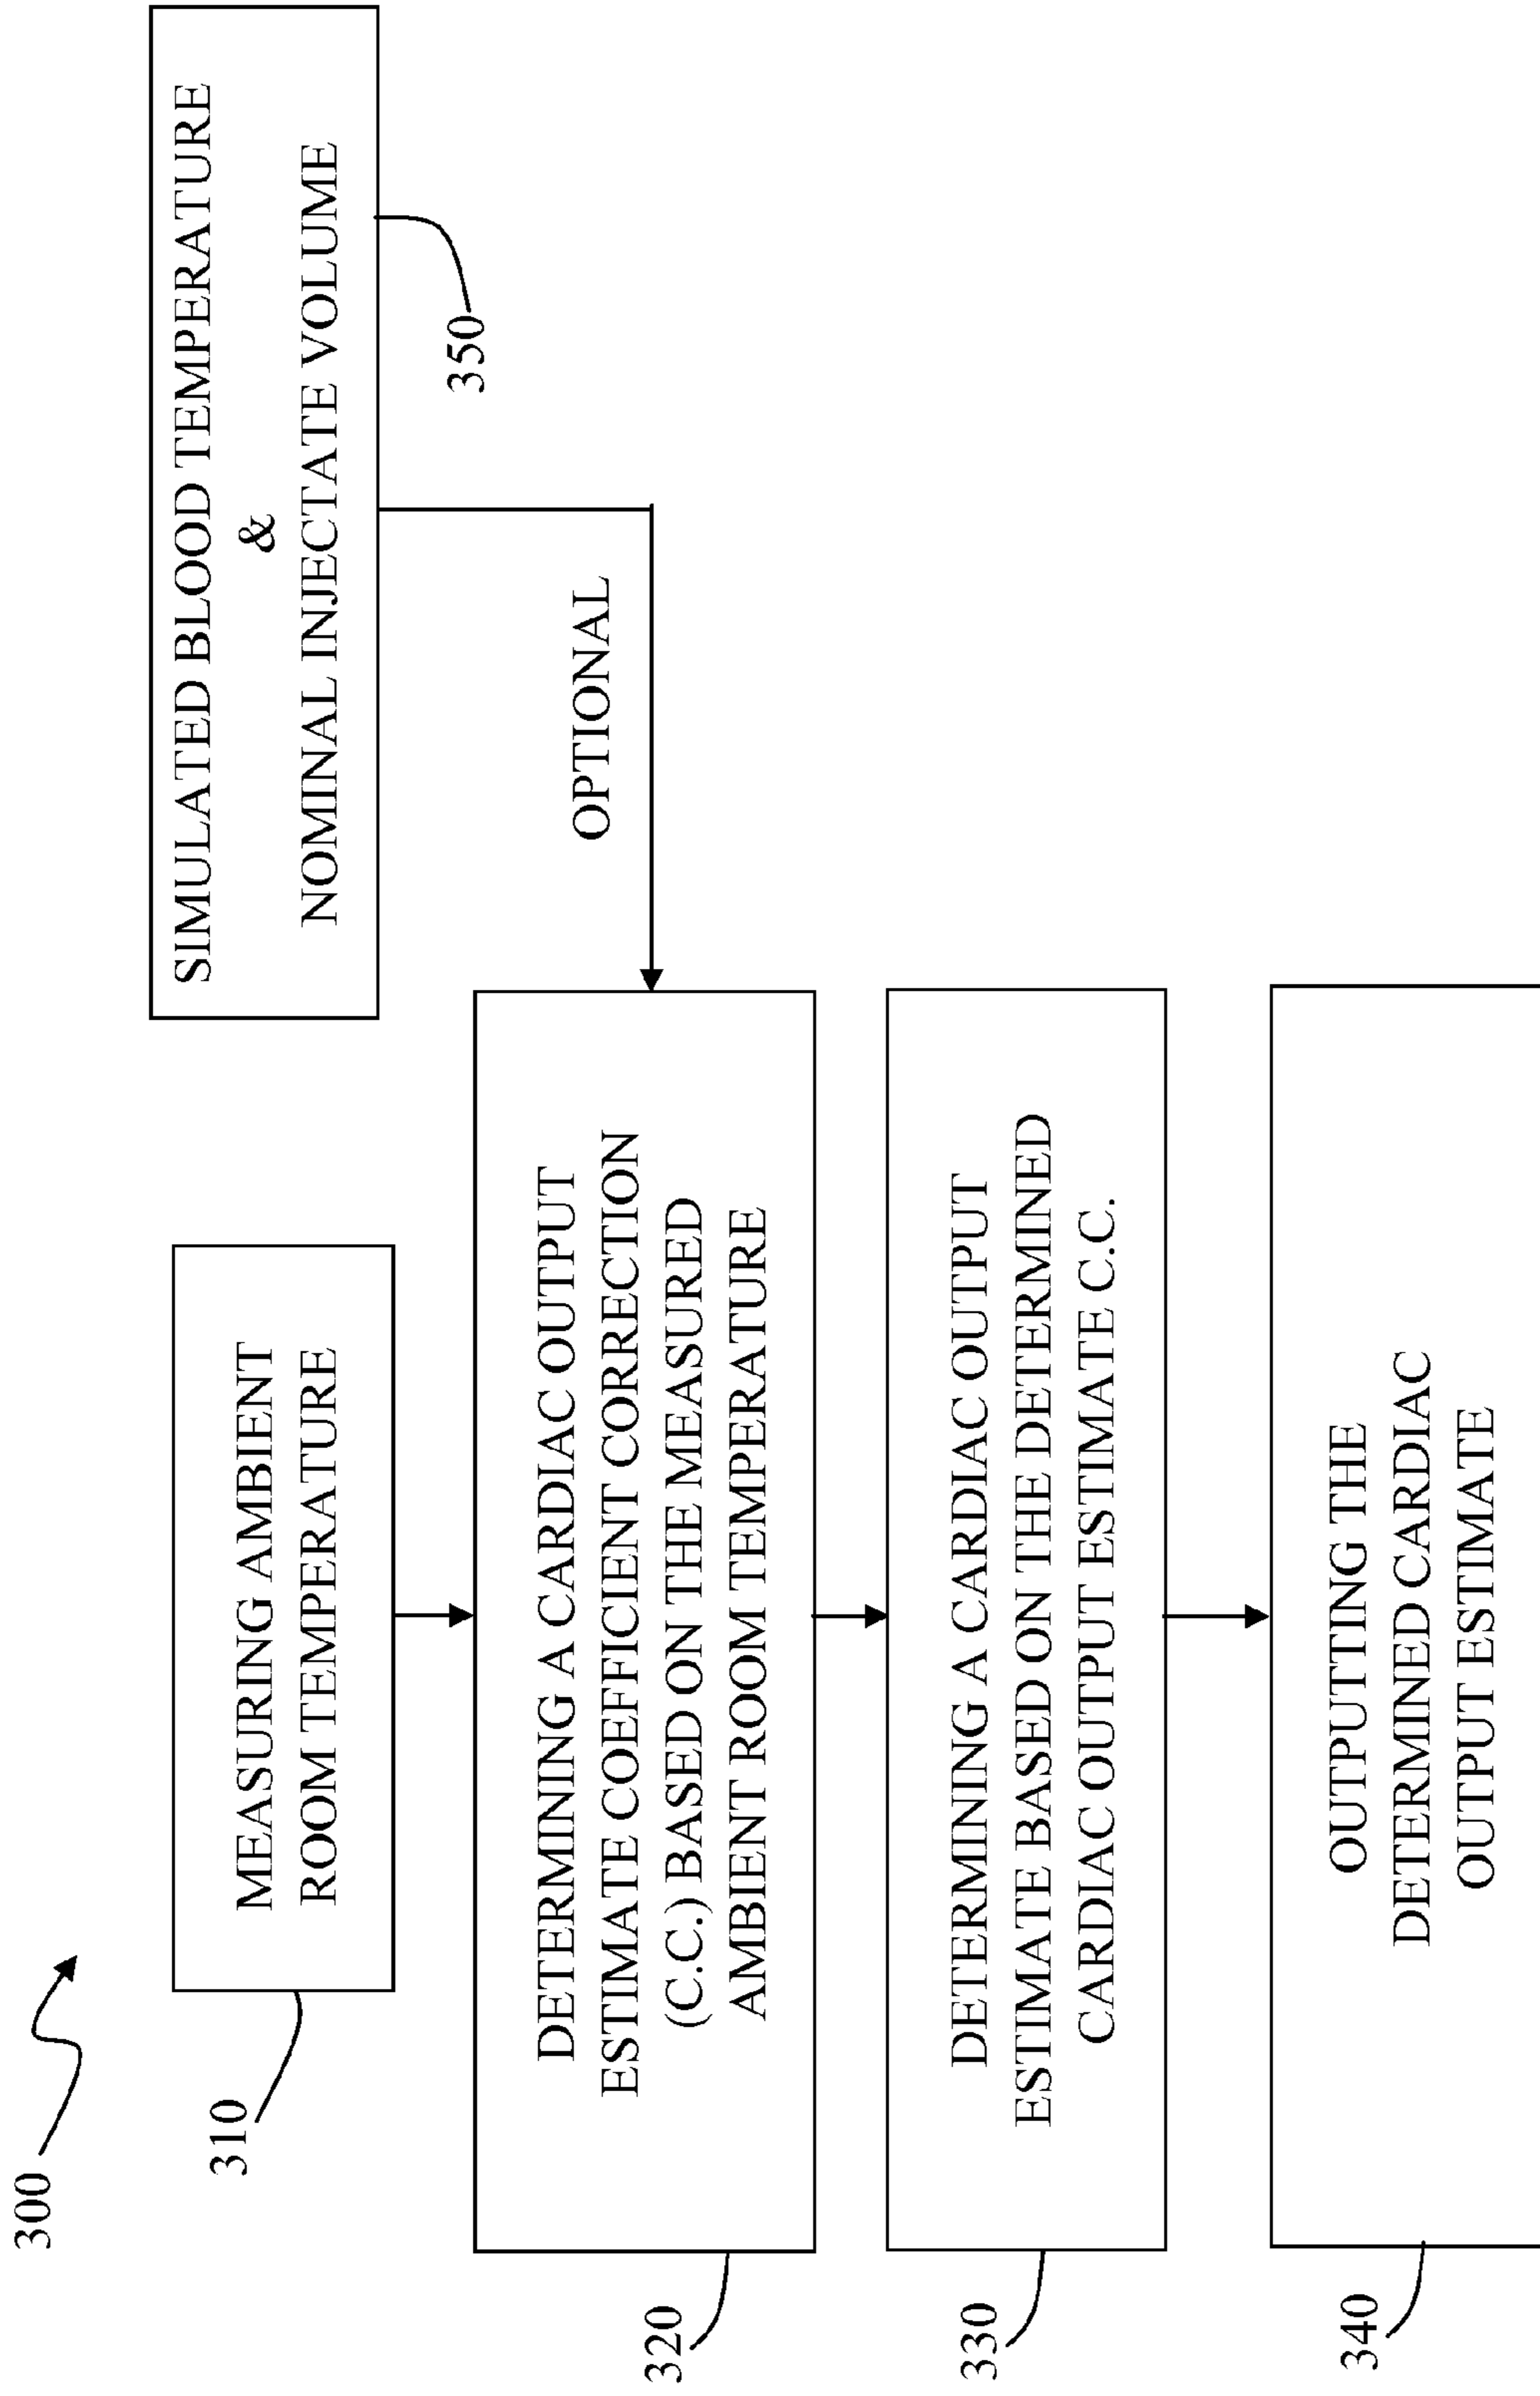 300
310
MEASURING AMBIENT
ROOM TEMPERATURE
SIMULATED BLOOD TEMPERATURE
&
NOMINAL INJECTATE VOLUME
350
OPTIONAL
320
DETERMINING A CARDIAC OUTPUT
ESTIMATE COEFFICIENT CORRECTION
(C.C.) BASED ON THE MEASURED
AMBIENT ROOM TEMPERATURE
330
DETERMINING A CARDIAC OUTPUT
ESTIMATE BASED ON THE DETERMINED
CARDIAC OUTPUT ESTIMATE C.C.
340
OUTPUTTING THE
DETERMINED CARDIAC
OUTPUT ESTIMATE